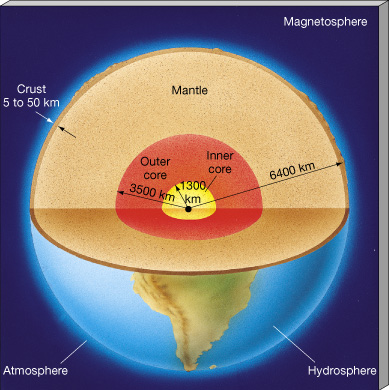 Magnetosphere
Crust
5 to 50 km
Mantle
Outer
core
Inner
core
6400 km
3500 km
1300
km
Atmosphere
Hydrosphere